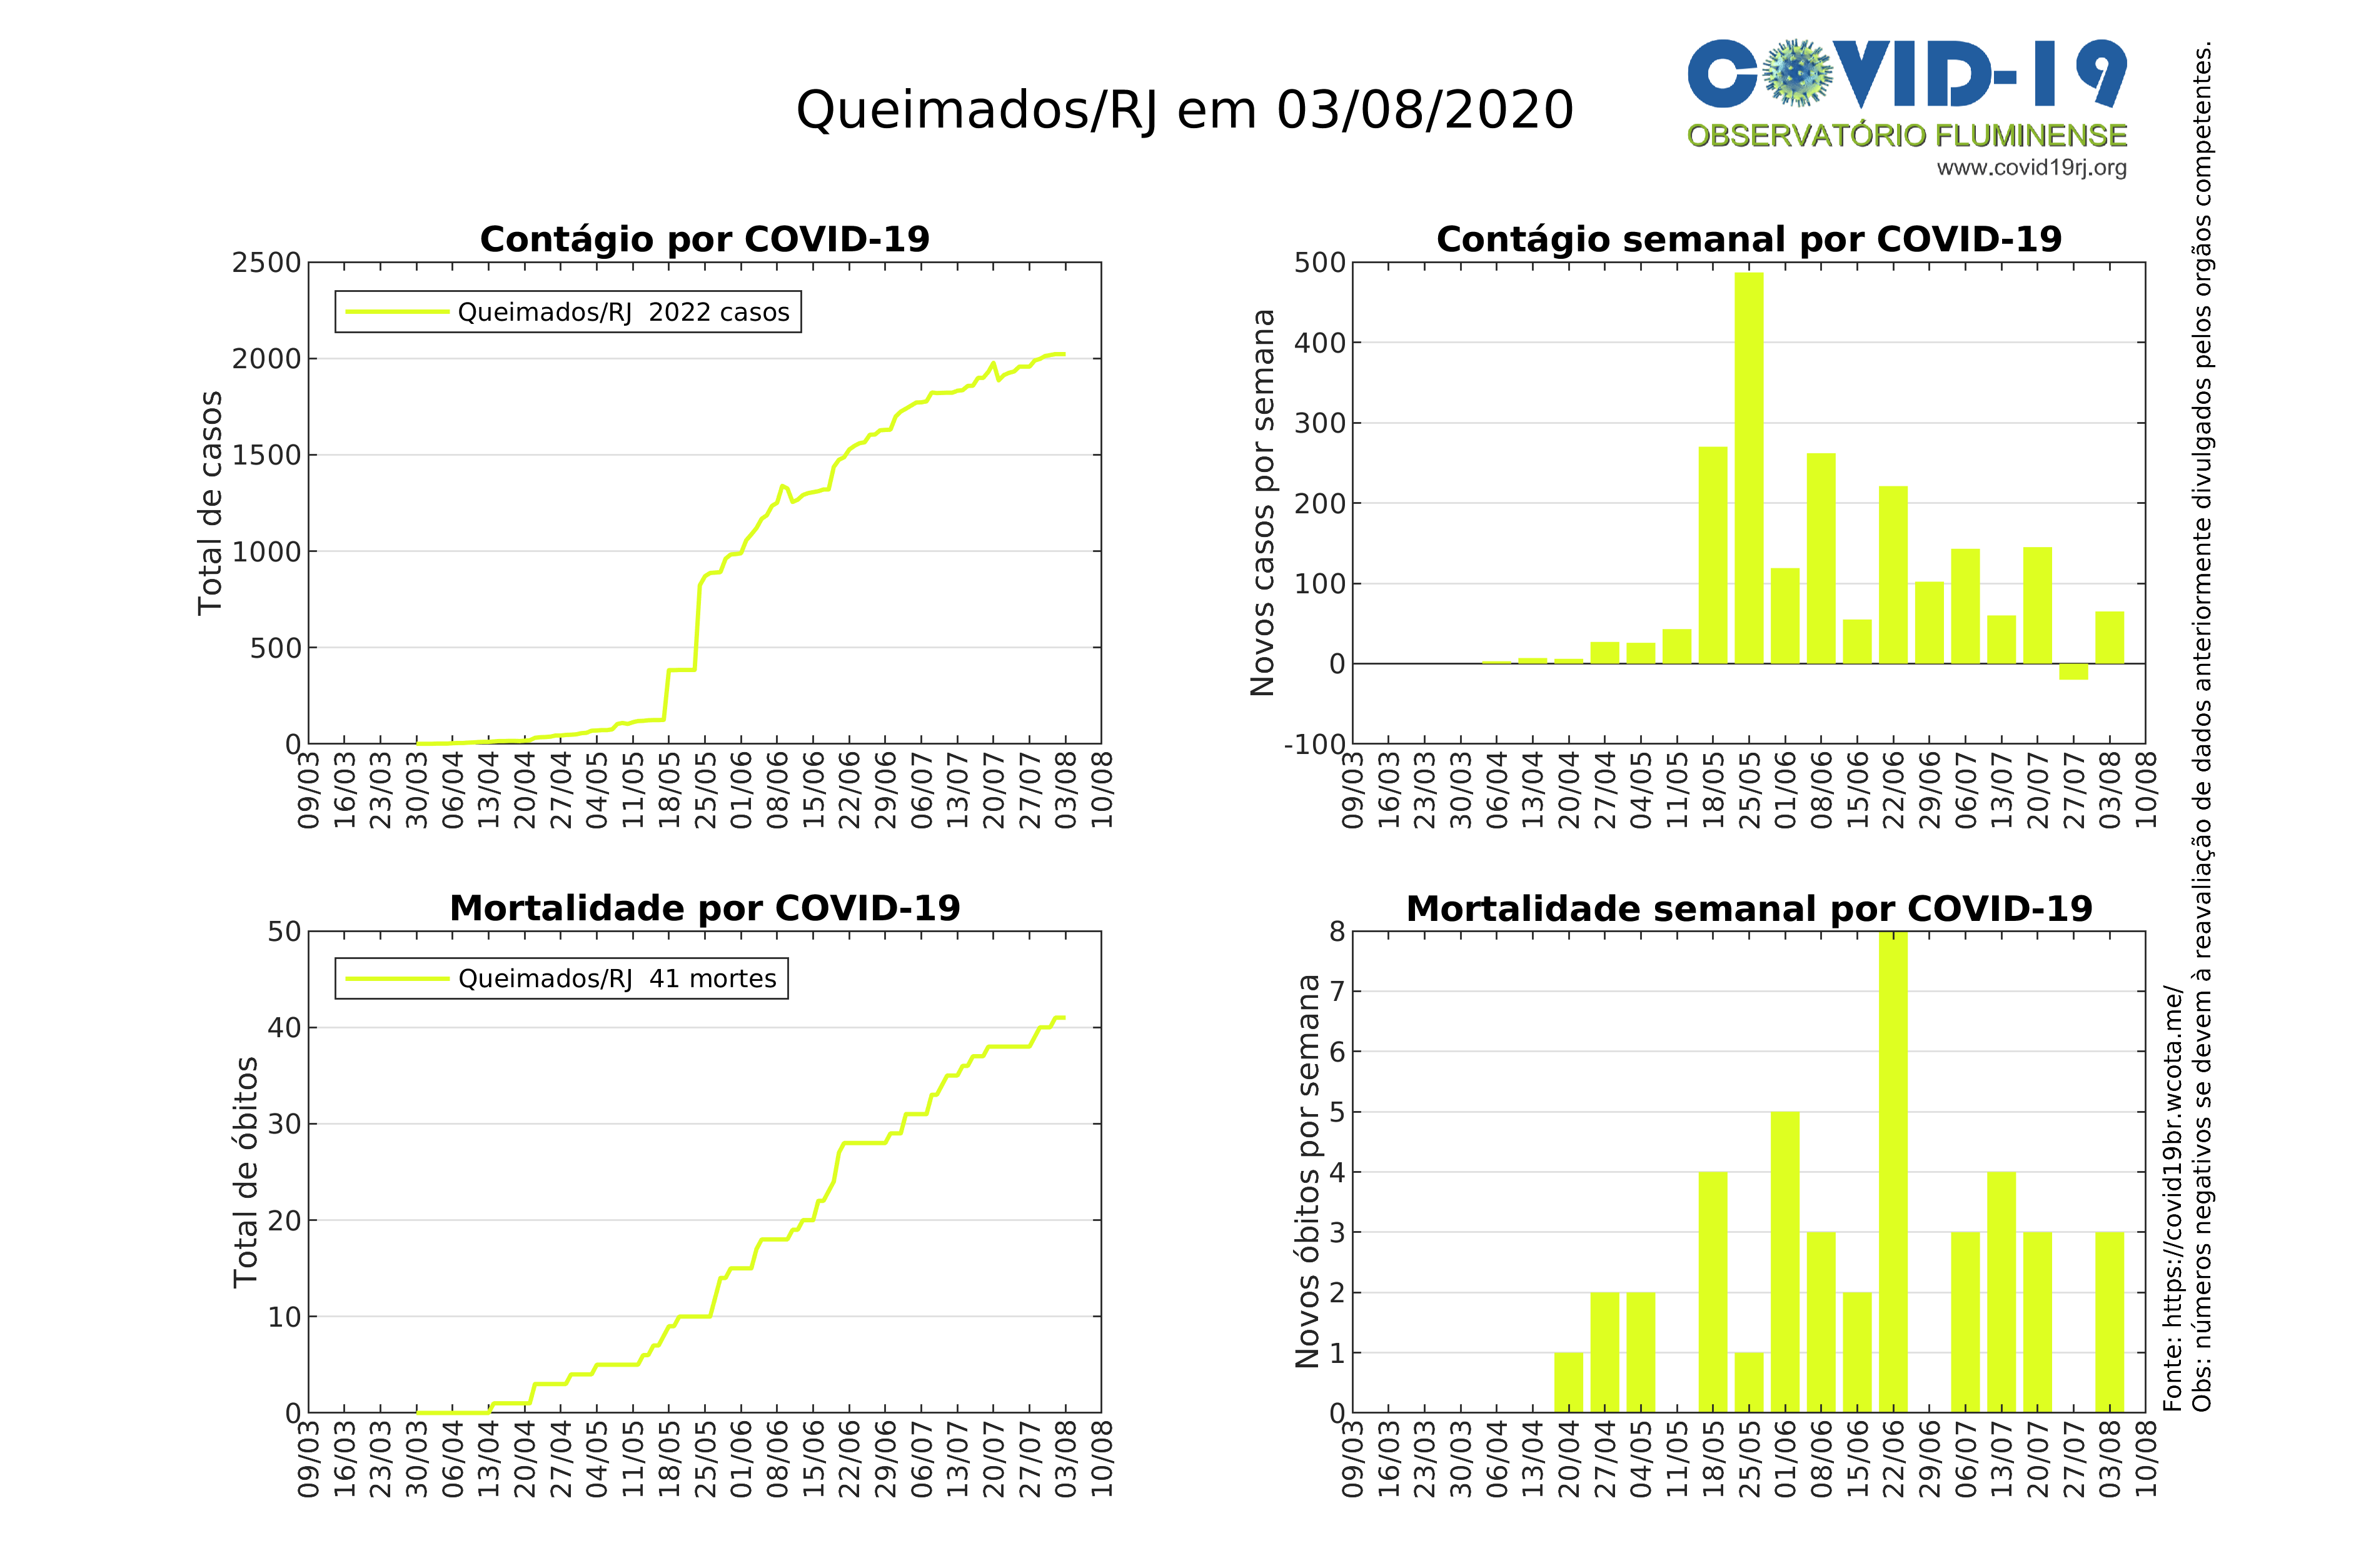 Queimados/RJ em 03/08/2020
COVID-19
OBSERVATÓRIO FLUMINENSE
www.covid19rj.org
Contágio por COVID-19
Total de casos
2500
2000
1500
1000
500
0
Queimados/RJ  2022 casos
09/03 16/03 23/03 30/03 06/04 13/04 20/04 27/04 04/05 11/05 18/05 25/05 01/06 08/06 15/06 22/06 29/06 06/07 13/07 20/07 27/07 03/08 10/08
Contágio semanal por COVID-19
Novos casos por semana
500
400
300
200
100
0
-100
09/03 16/03 23/03 30/03 06/04 13/04 20/04 27/04 04/05 11/05 18/05 25/05 01/06 08/06 15/06 22/06 29/06 06/07 13/07 20/07 27/07 03/08 10/08
Mortalidade por COVID-19
Total de óbitos
50
40
30
20
10
0
Queimados/RJ  41 mortes
09/03 16/03 23/03 30/03 06/04 13/04 20/04 27/04 04/05 11/05 18/05 25/05 01/06 08/06 15/06 22/06 29/06 06/07 13/07 20/07 27/07 03/08 10/08
Mortalidade semanal por COVID-19
Novos óbitos por semana
8
7
6
5
4
3
2
1
0
09/03 16/03 23/03 30/03 06/04 13/04 20/04 27/04 04/05 11/05 18/05 25/05 01/06 08/06 15/06 22/06 29/06 06/07 13/07 20/07 27/07 03/08 10/08
Fonte: https://covid19br.wcota.me/
Obs: números negativos se devem à reavaliação de dados anteriormente divulgados pelos orgãos competentes.